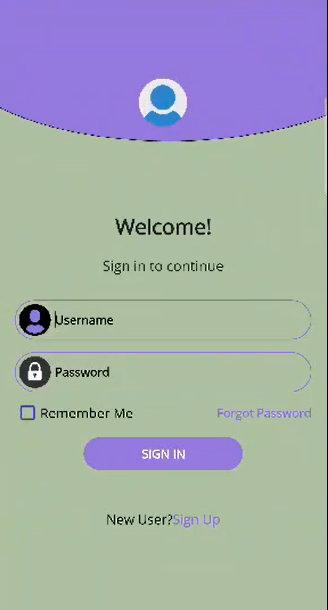 Welcome!
Sign in to continue
Username
Password
Remember Me Forgot Password
SIGN IN
New User?Sign Up